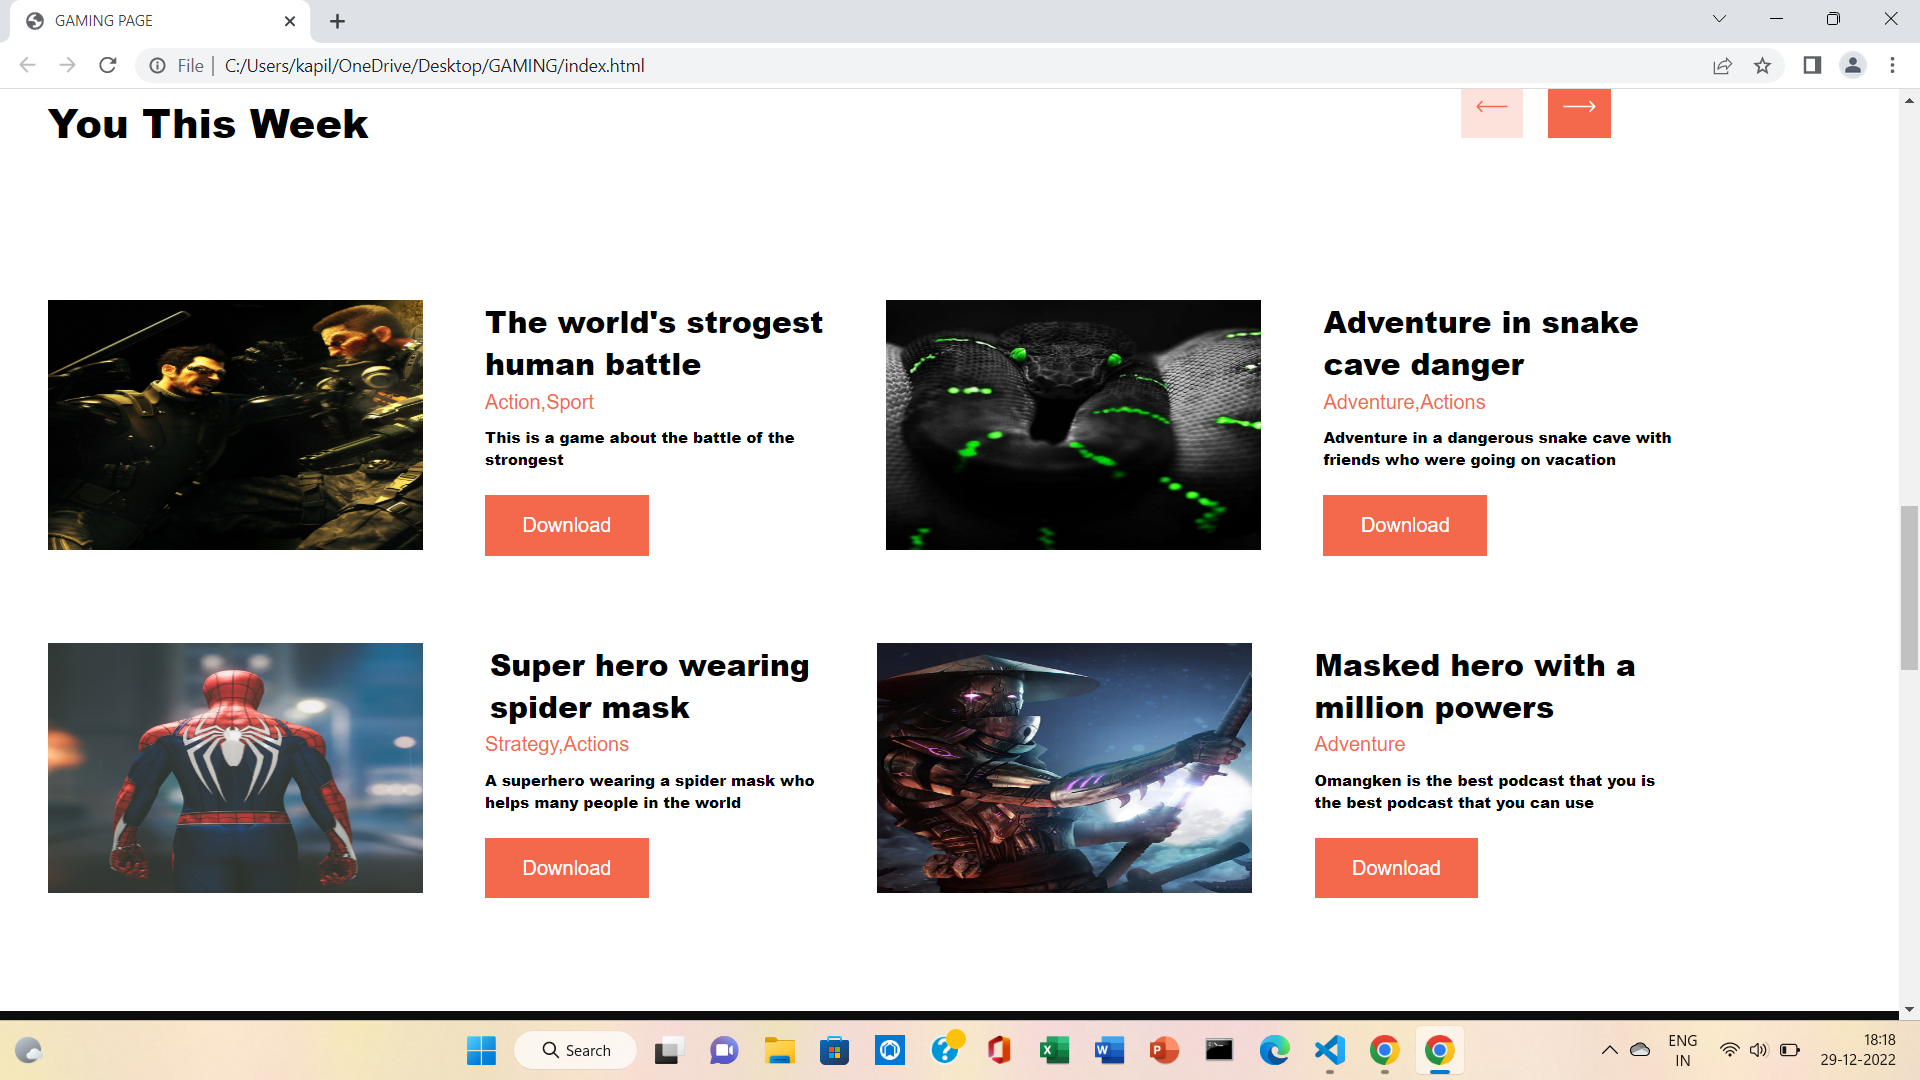 GAMING PAGE
File | C:/Users/kapil/OneDrive/Desktop/GAMING/index.html
You This Week
The world's strogest
human battle
Action,Sport
This is a game about the battle of the
strongest
Download
Adventure in snake
cave danger
Adventure,Actions
Adventure in a dangerous snake cave with
friends who were going on vacation
Download
Super hero wearing
spider mask
Strategy,Actions
A superhero wearing a spider mask who
helps many people in the world
Download
Masked hero with a
million powers
Adventure
Omangken is the best podcast that you is
the best podcast that you can use
Download
Search
ENG
IN
18:18
29-12-2022